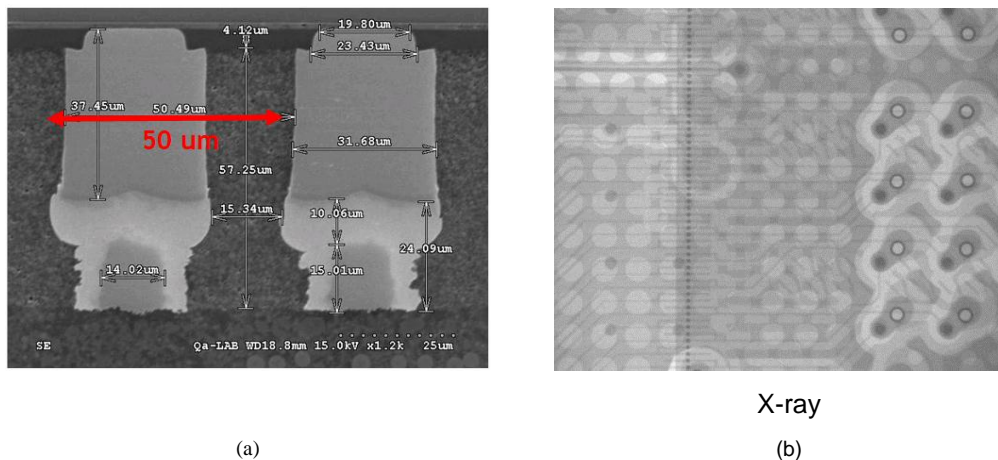 19.80um
4.12um
23.43um
37.45um
50.49um
50 um
31.68um
57.25um
15.34um
10.06um
24.09um
15.01um
14.02um
SE Qa-LAB WD18.8mm 15.0kV x1.2k 25um
X-ray
(a) (b)